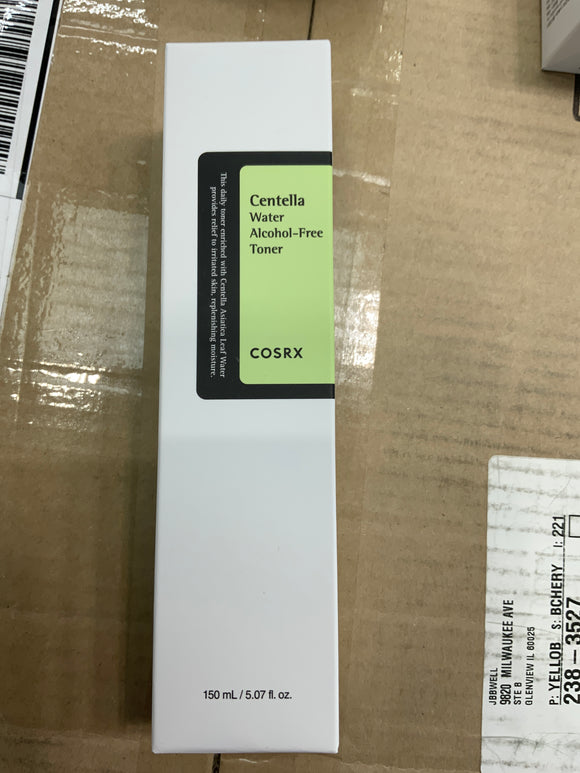 Centella
Water
Alcohol-Free
Toner
This daily toner enriched with Centella Asiatica Leaf Water
provides relief to irritated skin, replenishing moisture.
COSRX
150 mL / 5.07 fl. oz.
JBBWELL
9820 MILWAUKEE AVE
STE B
GLENVIEW IL 60025
P: YELLOB S: BCHERY I: 221
238-3527